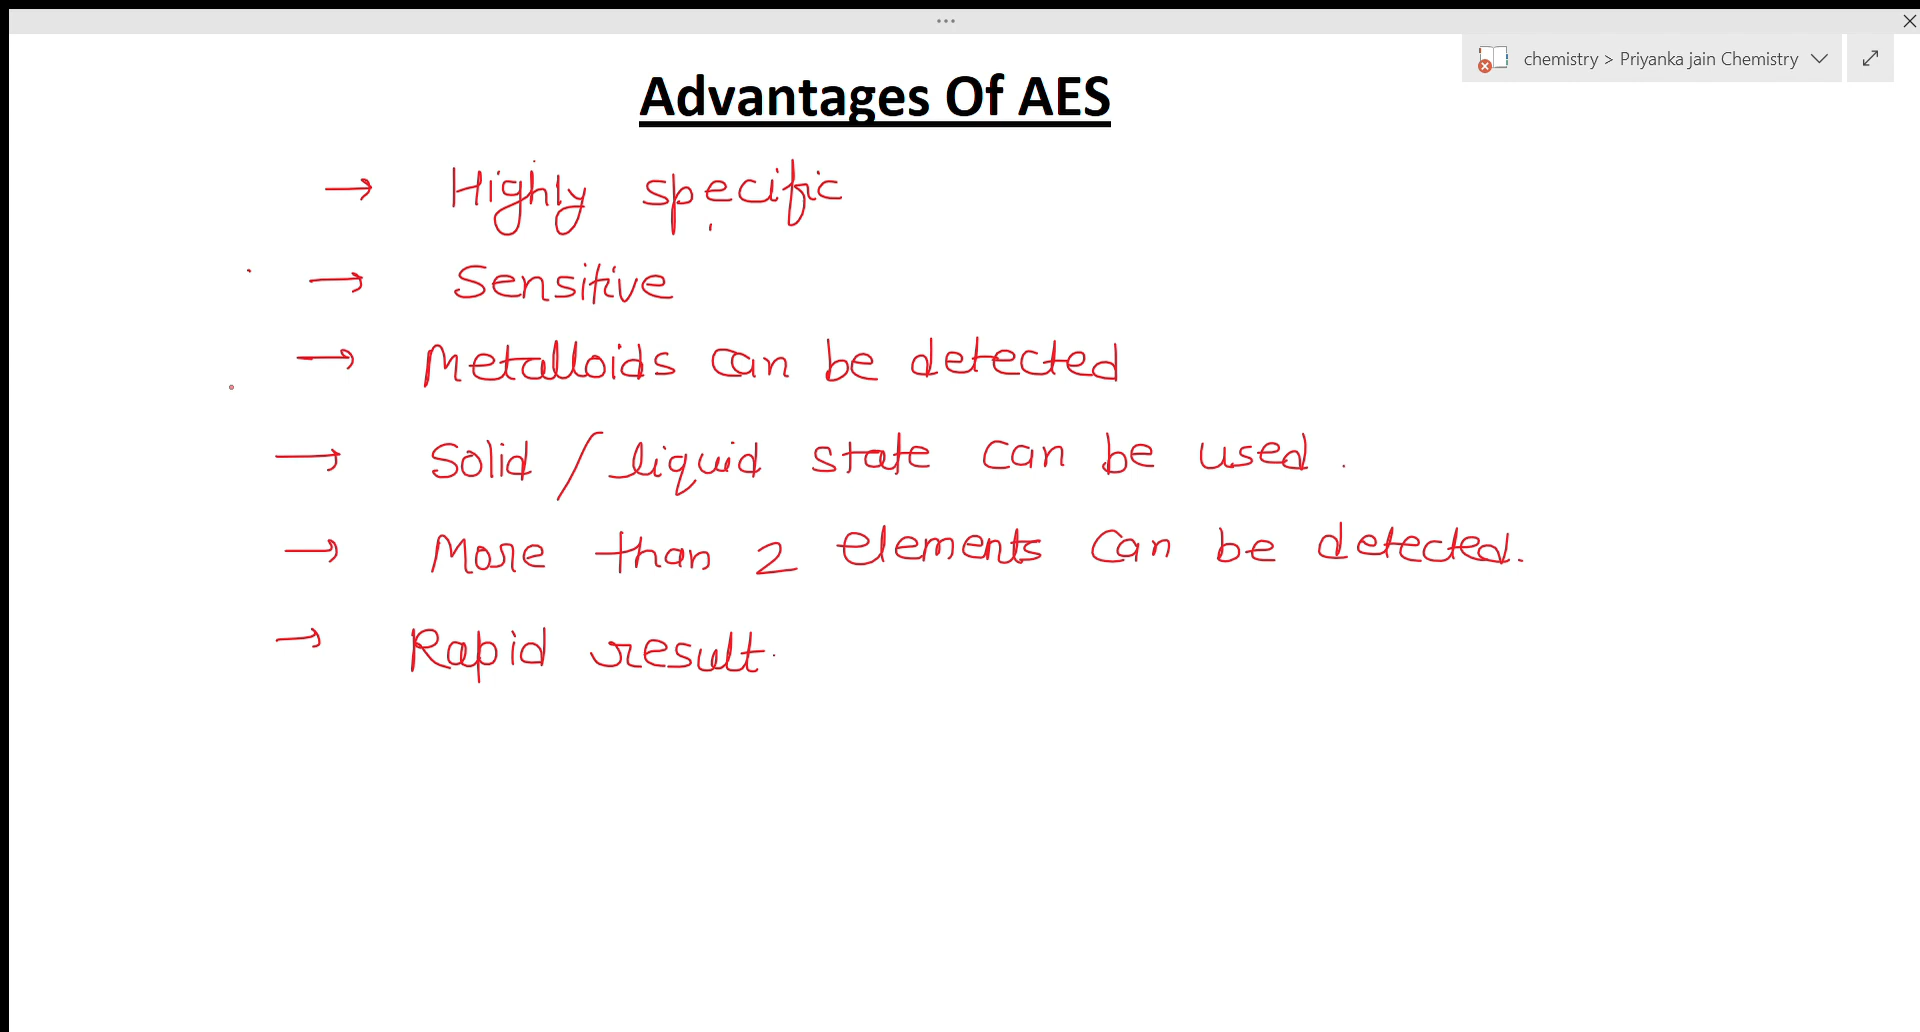 chemistry > Priyanka jain Chemistry
Advantages Of AES
→ Highly specific
→ Sensitive
→ Metalloids can be detected
→ Solid / liquid state can be used.
→ More than 2 elements can be detected.
→ Rapid result.